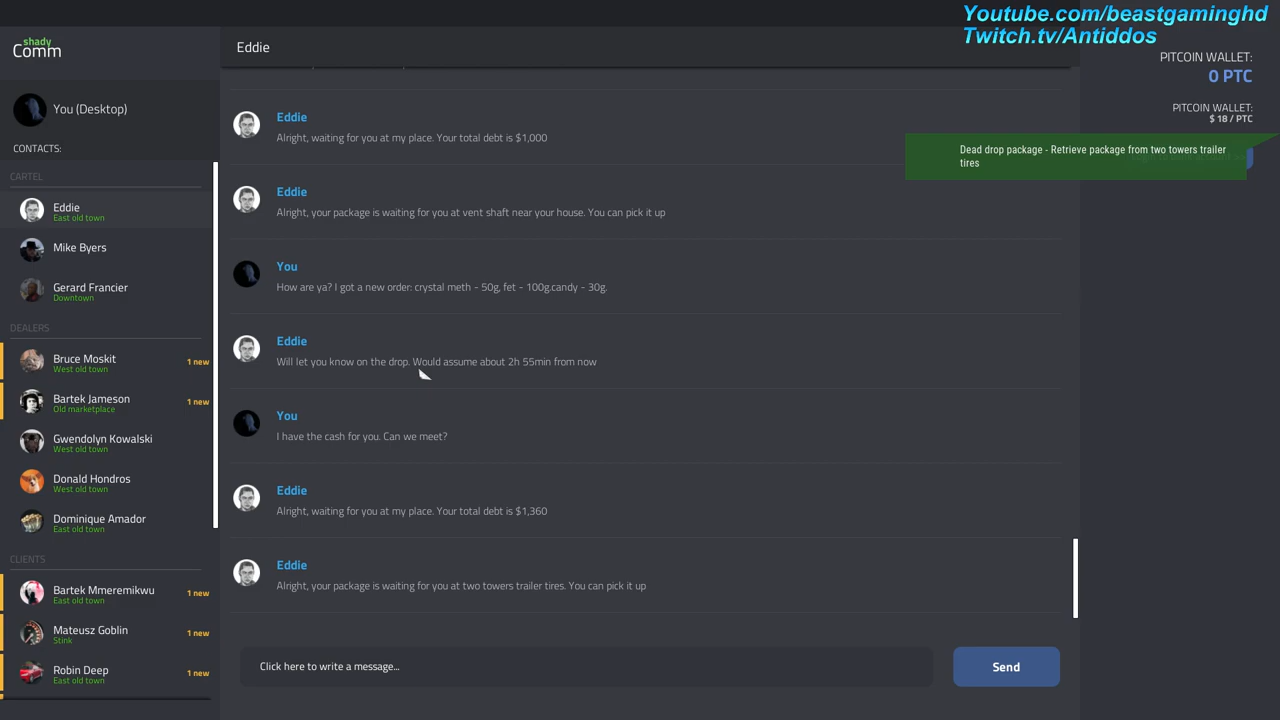 Youtube.com/beastgaminghd
Twitch.tv/Antiddos
shady
Comm
Eddie
PITCOIN WALLET:
0 PTC
PITCOIN WALLET:
$ 18 / PTC
Dead drop package - Retrieve package from two towers trailer
tires
You (Desktop)
CONTACTS:
CARTEL
Eddie
East old town
Mike Byers
Gerard Francier
Downtown
DEALERS
Bruce Moskit
West old town
1 new
Bartek Jameson
Old marketplace
1 new
Gwendolyn Kowalski
West old town
Donald Hondros
West old town
Dominique Amador
East old town
CLIENTS
Bartek Mmeremikwu
East old town
1 new
Mateusz Goblin
Stink
1 new
Robin Deep
East old town
1 new
Eddie
Alright, waiting for you at my place. Your total debt is $1,000
Eddie
Alright, your package is waiting for you at vent shaft near your house. You can pick it up
You
How are ya? I got a new order: crystal meth - 50g, fet - 100g.candy - 30g.
Eddie
Will let you know on the drop. Would assume about 2h 55min from now
You
I have the cash for you. Can we meet?
Eddie
Alright, waiting for you at my place. Your total debt is $1,360
Eddie
Alright, your package is waiting for you at two towers trailer tires. You can pick it up
Click here to write a message...
Send